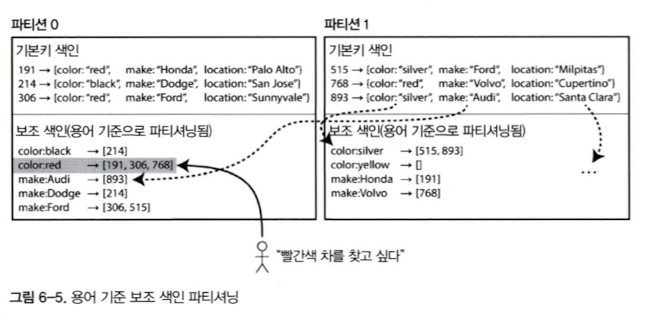 파티션 0
기본키 색인
191 → {color: "red", make: "Honda", location: "Palo Alto"}
214 → {color: "black", make: "Dodge", location: "San Jose"}
306 → {color: "red", make: "Ford", location: "Sunnyvale"}
보조 색인(용어 기준으로 파티셔닝됨)
color:black → [214]
color:red → [191, 306, 768]
make:Audi → [893]
make:Dodge → [214]
make:Ford → [306, 515]
파티션 1
기본키 색인
515 → {color: "silver", make: "Ford", location: "Milpitas"}
768 → {color: "red", make: "Volvo", location: "Cupertino"}
893 → {color: "silver", make: "Audi", location: "Santa Clara"}
보조 색인(용어 기준으로 파티셔닝됨)
color:silver → [515, 893]
color:yellow → []
make:Honda → [191]
make:Volvo → [768]
...
"빨간색 차를 찾고 싶다"
그림 6-5. 용어 기준 보조 색인 파티셔닝